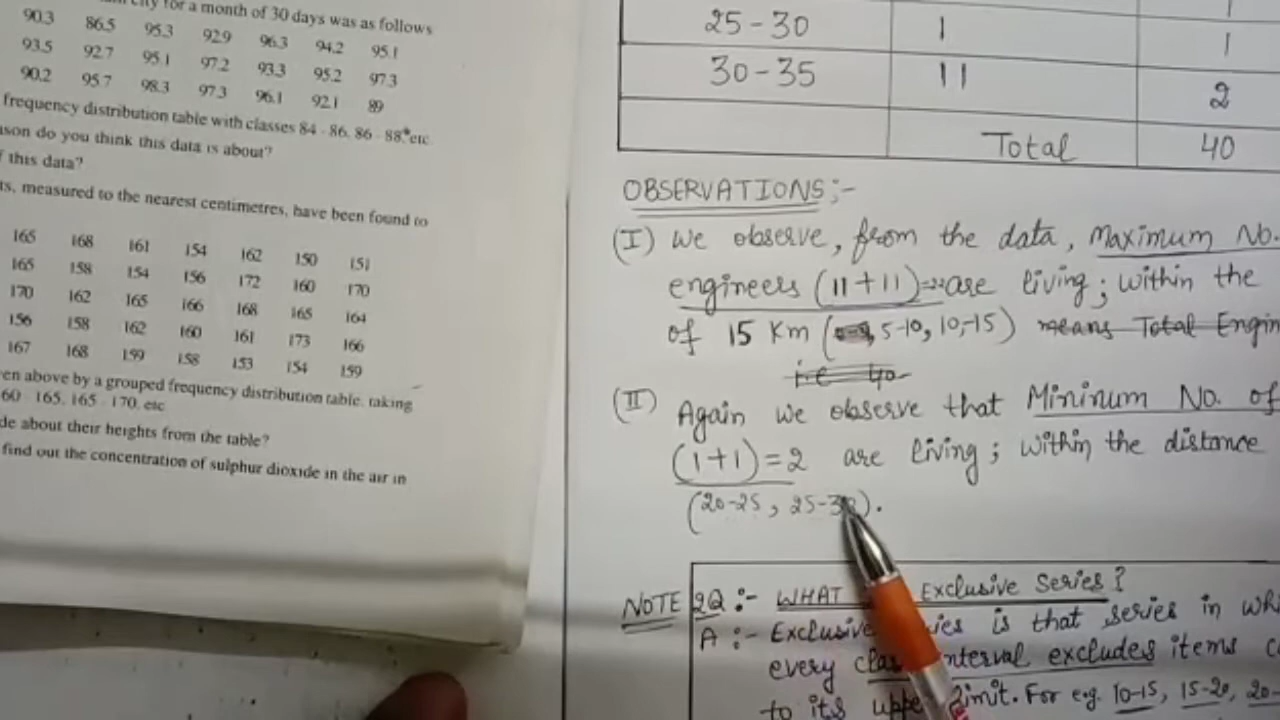 city for a month of 30 days was as follows
90.3 86.5 95.3 92.9 96.3 94.2 95.1
93.5 92.7 95.1 97.2 93.3 95.2 97.3
90.2 95.7 98.3 97.3 96.1 92.1 89
frequency distribution table with classes 84 - 86, 86 - 88 etc.
do you think this data is about?
f this data?
ts, measured to the nearest centimetres, have been found to
165 168 161 154 162 150 151
165 158 154 156 172 160 170
170 162 165 166 168 165 164
156 158 162 160 161 173 166
167 168 159 158 153 154 159
en above by a grouped frequency distribution table, taking
60 - 165, 165 - 170, etc
de about their heights from the table?
find out the concentration of sulphur dioxide in the air in
25-30 1 1
30-35 11 2
Total 40
OBSERVATIONS:-
(I) We observe, from the data, Maximum No.
engineers (11+11)=22 are living; within the
of 15 Km (5-10, 10-15) means Total Engin
i.e 40
(II) Again we observe that Mininum No. of
(1+1)=2 are living; within the distance
(20-25, 25-30).
NOTE 2Q:- WHAT Exclusive Series?
A:- Exclusive is that series in whi
every class interval excludes items
to its upper limit. For e.g. 10-15, 15-20, 20-